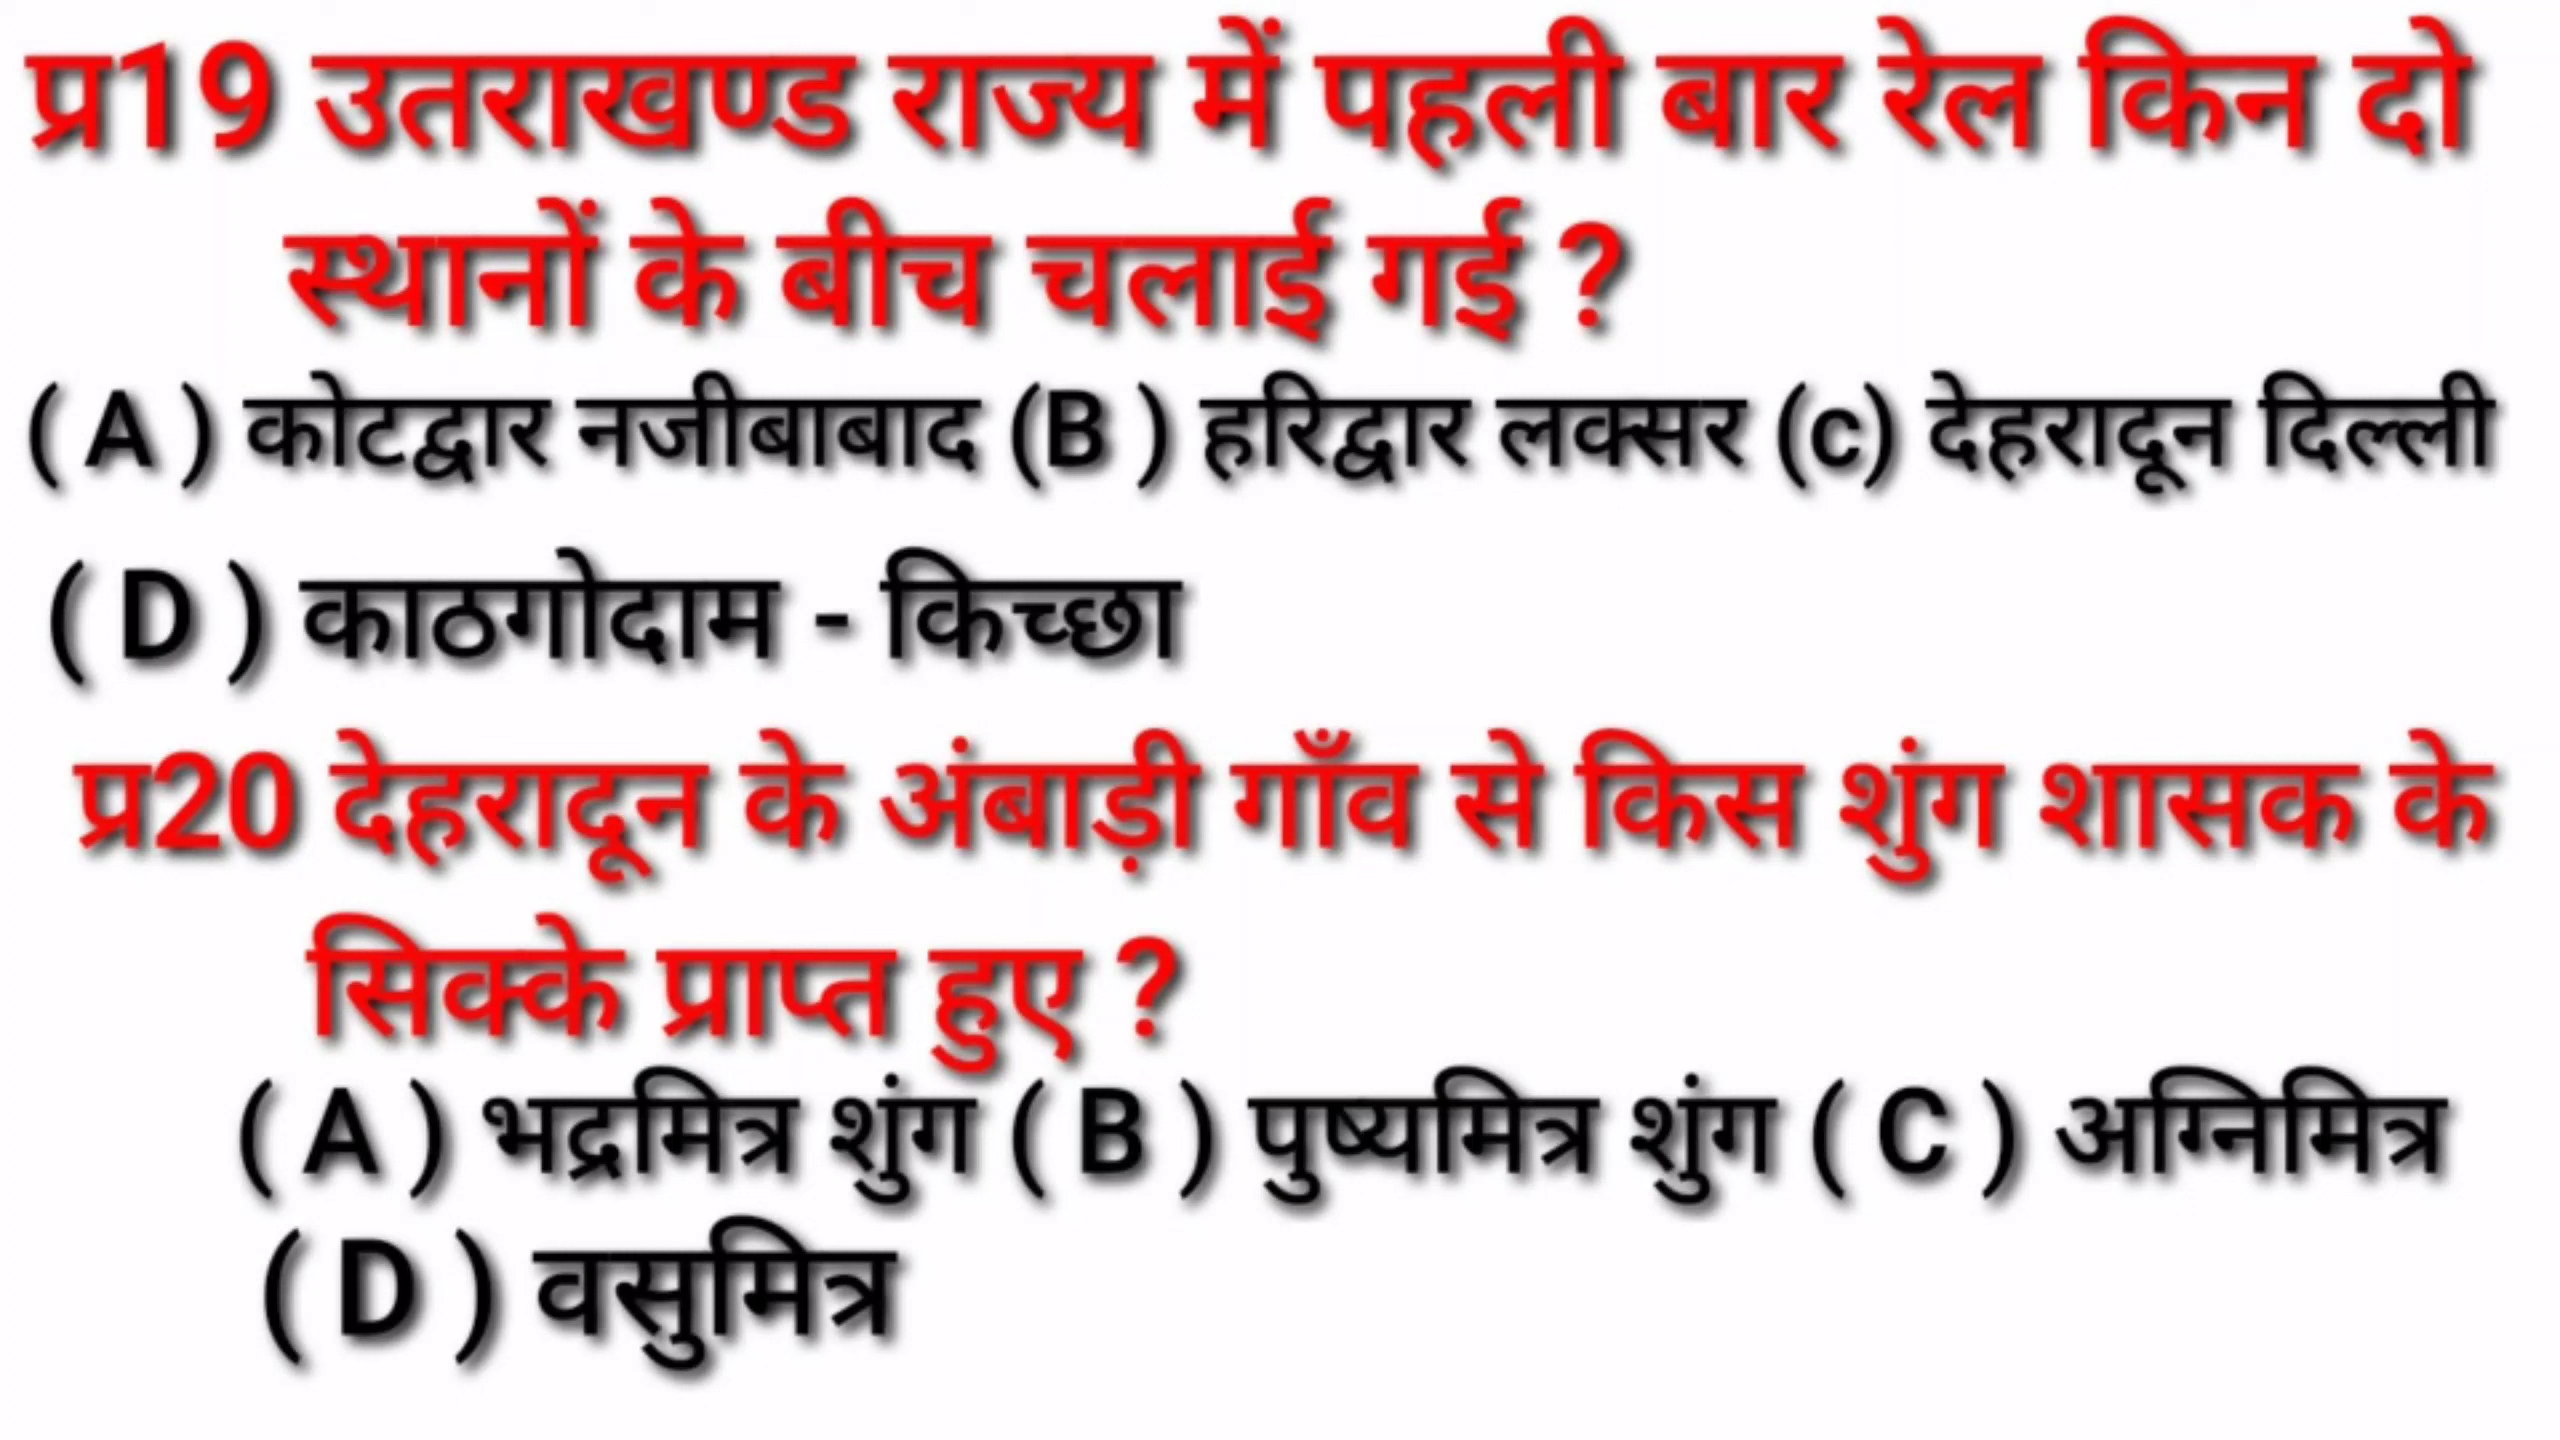 प्र19 उतराखण्ड राज्य में पहली बार रेल किन दो
स्थानों के बीच चलाई गई ?
( A ) कोटद्वार नजीबाबाद (B ) हरिद्वार लक्सर (c) देहरादून दिल्ली
( D ) काठगोदाम - किच्छा
प्र20 देहरादून के अंबाड़ी गाँव से किस शुंग शासक के
सिक्के प्राप्त हुए ?
( A ) भद्रमित्र शुंग ( B ) पुष्यमित्र शुंग ( C ) अग्निमित्र
( D ) वसुमित्र